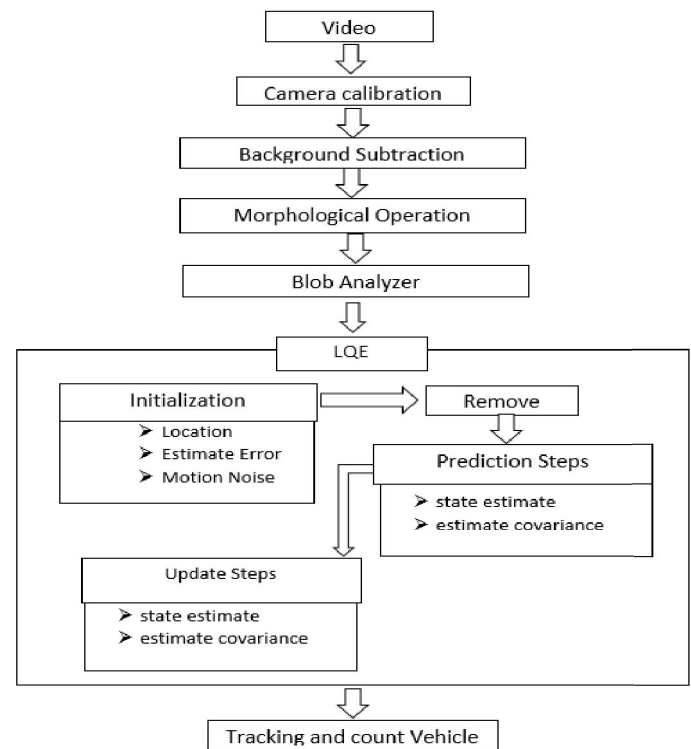 Video
Camera calibration
Background Subtraction
Morphological Operation
Blob Analyzer
LQE
Initialization
➤ Location
➤ Estimate Error
➤ Motion Noise
Remove
Prediction Steps
➤ state estimate
➤ estimate covariance
Update Steps
➤ state estimate
➤ estimate covariance
Tracking and count Vehicle